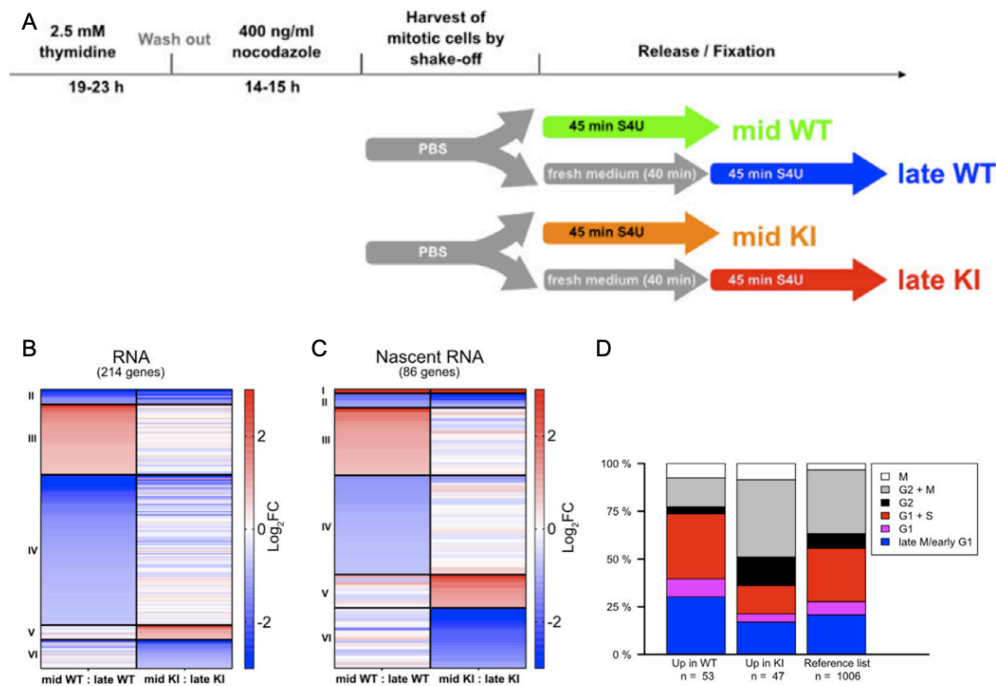 A
2.5 mM
thymidine
Wash out
400 ng/ml
nocodazole
Harvest of
mitotic cells by
shake-off
Release / Fixation
19-23 h
14-15 h
PBS
45 min S4U
mid WT
fresh medium (40 min)
45 min S4U
late WT
PBS
45 min S4U
mid KI
fresh medium (40 min)
45 min S4U
late KI
B
RNA
(214 genes)
II
III
IV
V
VI
mid WT : late WT
mid KI : late KI
2
0
-2
Log2FC
C
Nascent RNA
(86 genes)
I
II
III
IV
V
VI
mid WT : late WT
mid KI : late KI
2
0
-2
Log2FC
D
100 %
75 %
50 %
25 %
0 %
Up in WT
n = 53
Up in KI
n = 47
Reference list
n = 1006
M
G2 + M
G2
G1 + S
G1
late M/early G1